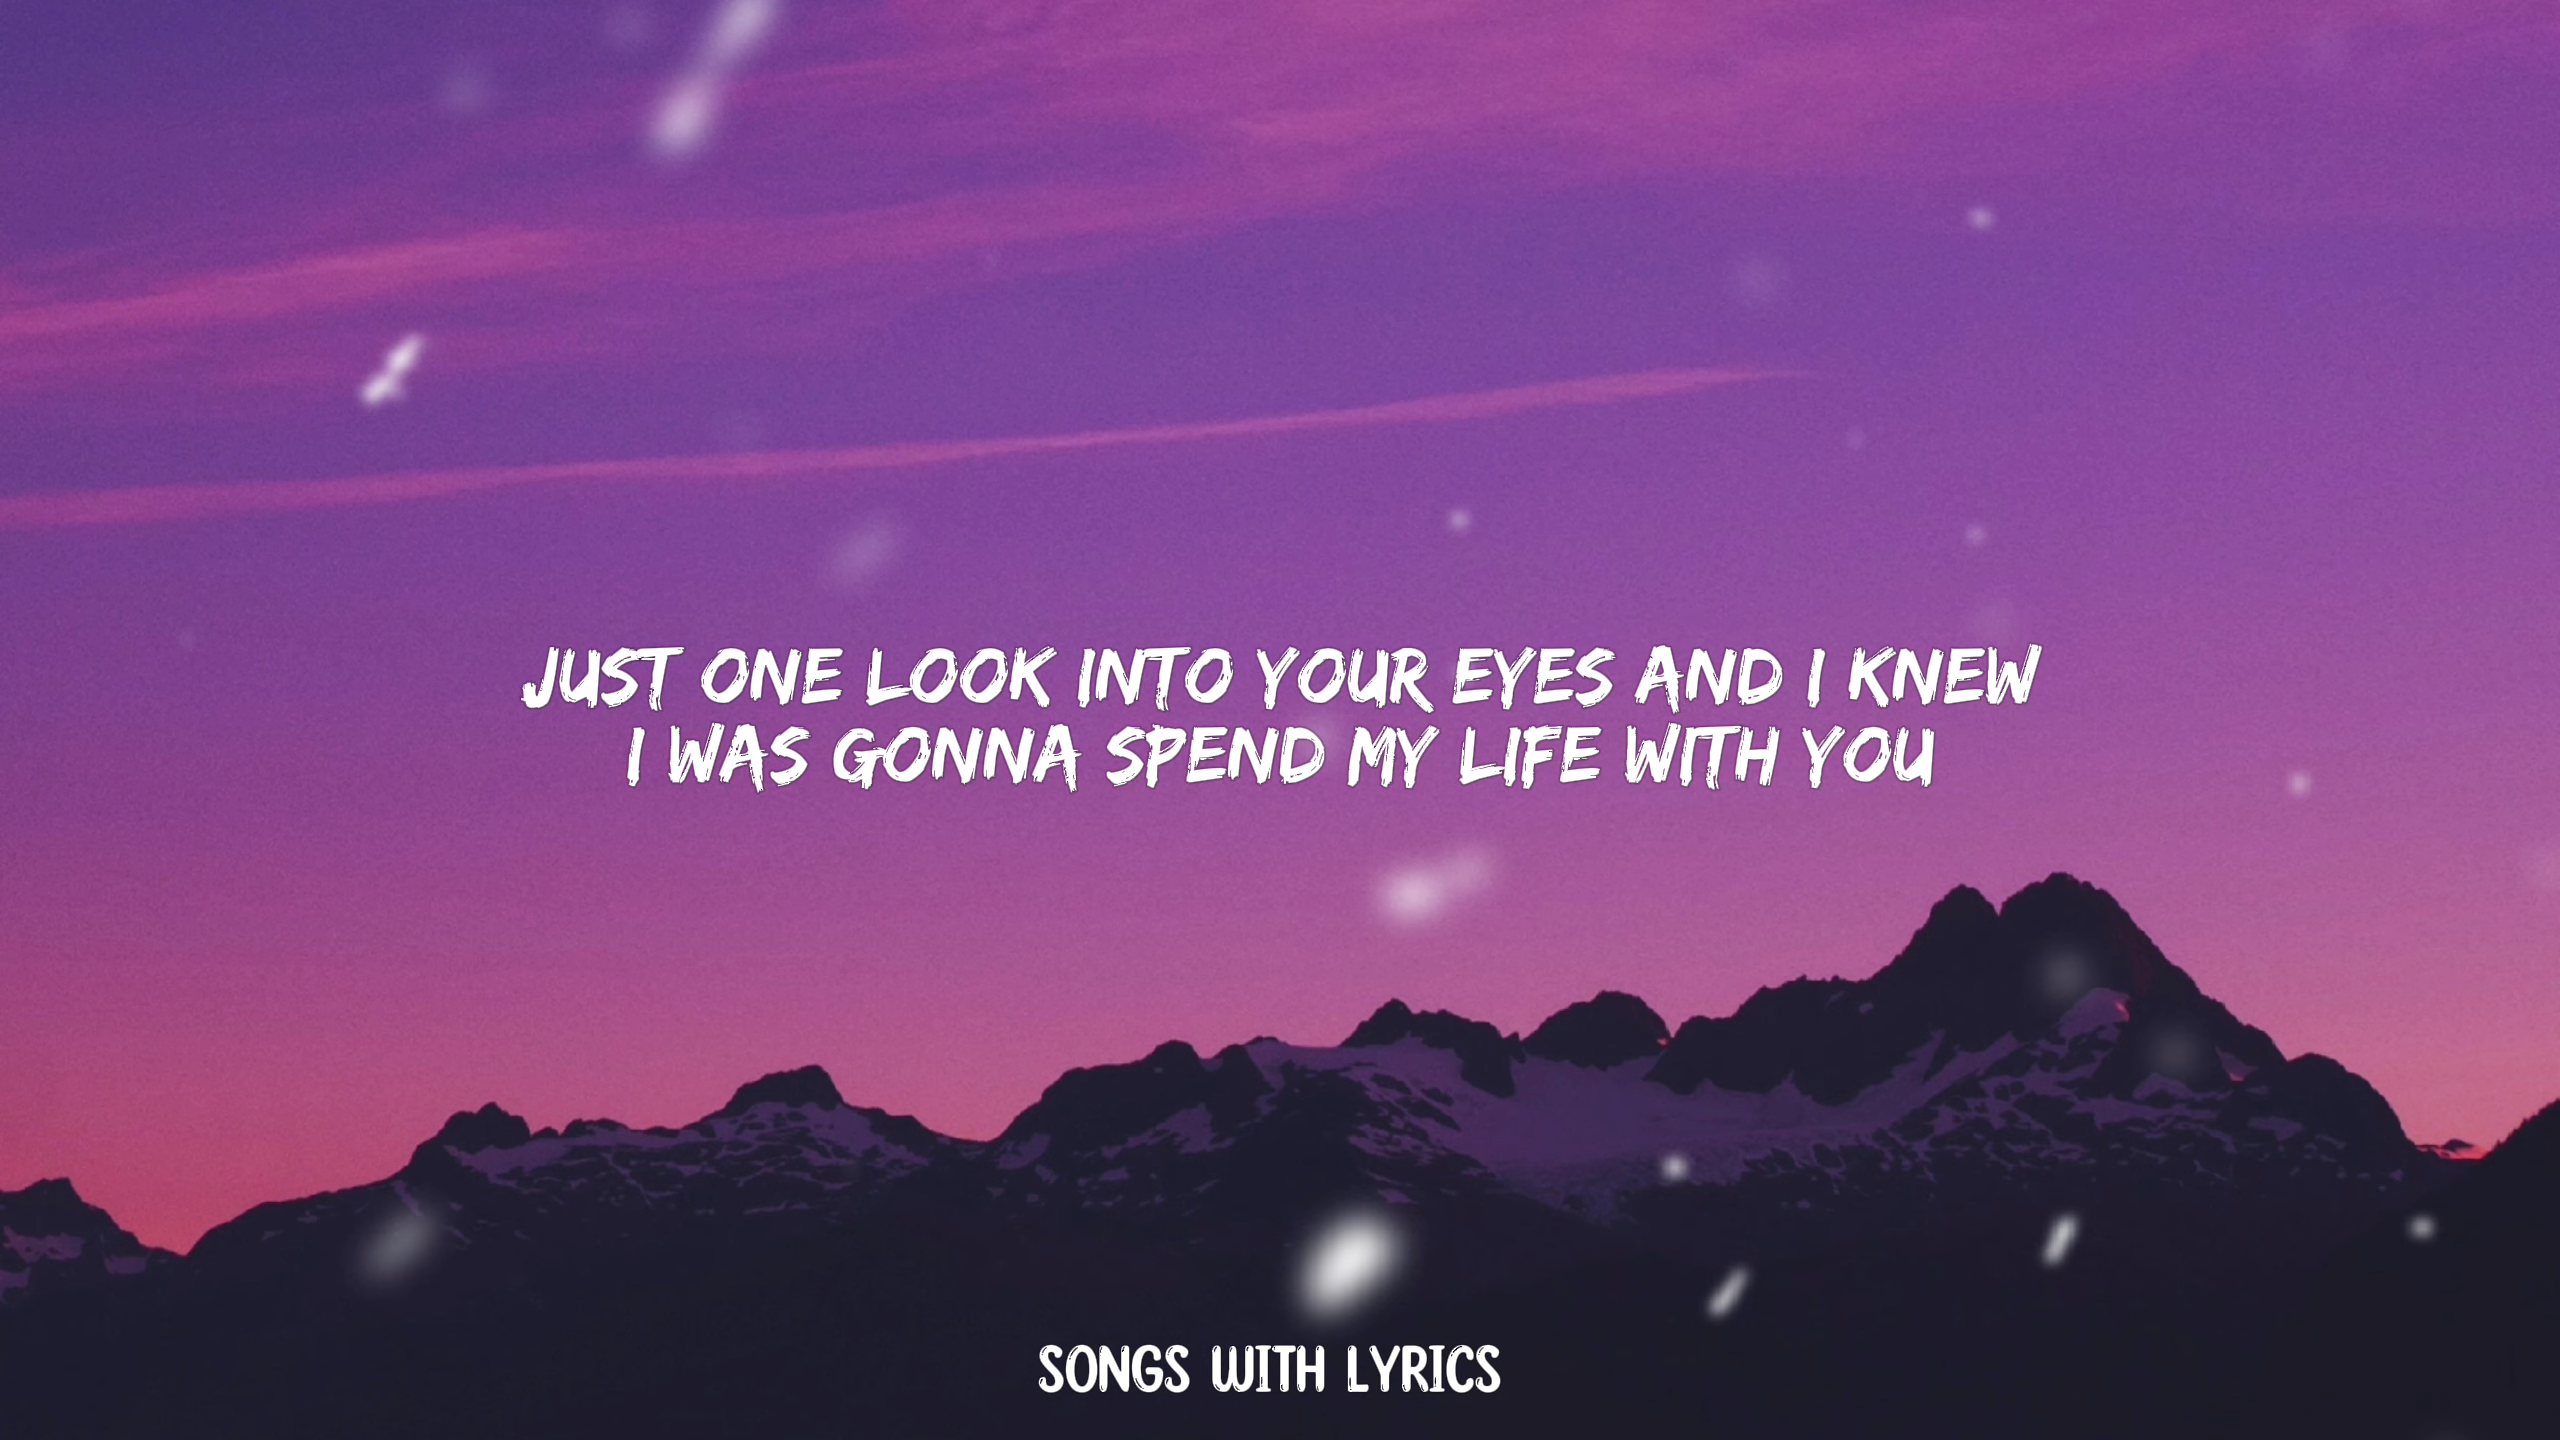 JUST ONE LOOK INTO YOUR EYES AND I KNEW
I WAS GONNA SPEND MY LIFE WITH YOU
SONGS WITH LYRICS